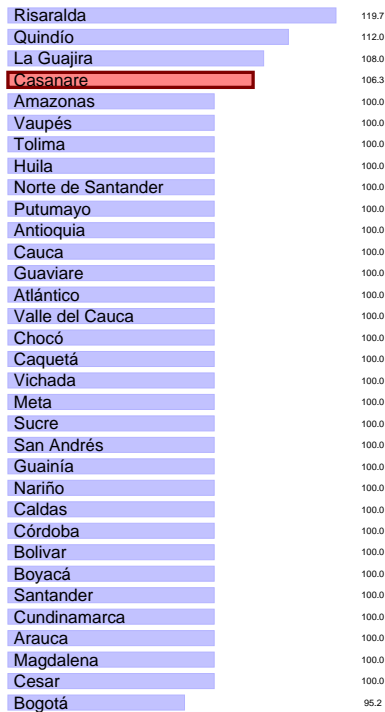 Risaralda 119.7
Quindío 112.0
La Guajira 108.0
Casanare 106.3
Amazonas 100.0
Vaupés 100.0
Tolima 100.0
Huila 100.0
Norte de Santander 100.0
Putumayo 100.0
Antioquia 100.0
Cauca 100.0
Guaviare 100.0
Atlántico 100.0
Valle del Cauca 100.0
Chocó 100.0
Caquetá 100.0
Vichada 100.0
Meta 100.0
Sucre 100.0
San Andrés 100.0
Guainía 100.0
Nariño 100.0
Caldas 100.0
Córdoba 100.0
Bolivar 100.0
Boyacá 100.0
Santander 100.0
Cundinamarca 100.0
Arauca 100.0
Magdalena 100.0
Cesar 100.0
Bogotá 95.2